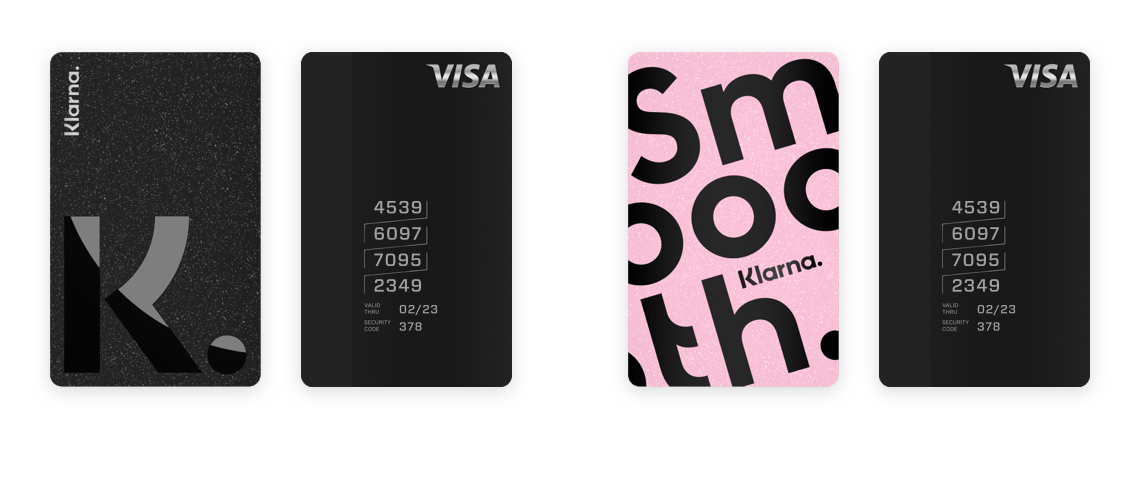 Klarna.
K.
VISA
4539
6097
7095
2349
VALID THRU 02/23
SECURITY CODE 378
Sm
ooo
th.
Klarna.
VISA
4539
6097
7095
2349
VALID THRU 02/23
SECURITY CODE 378